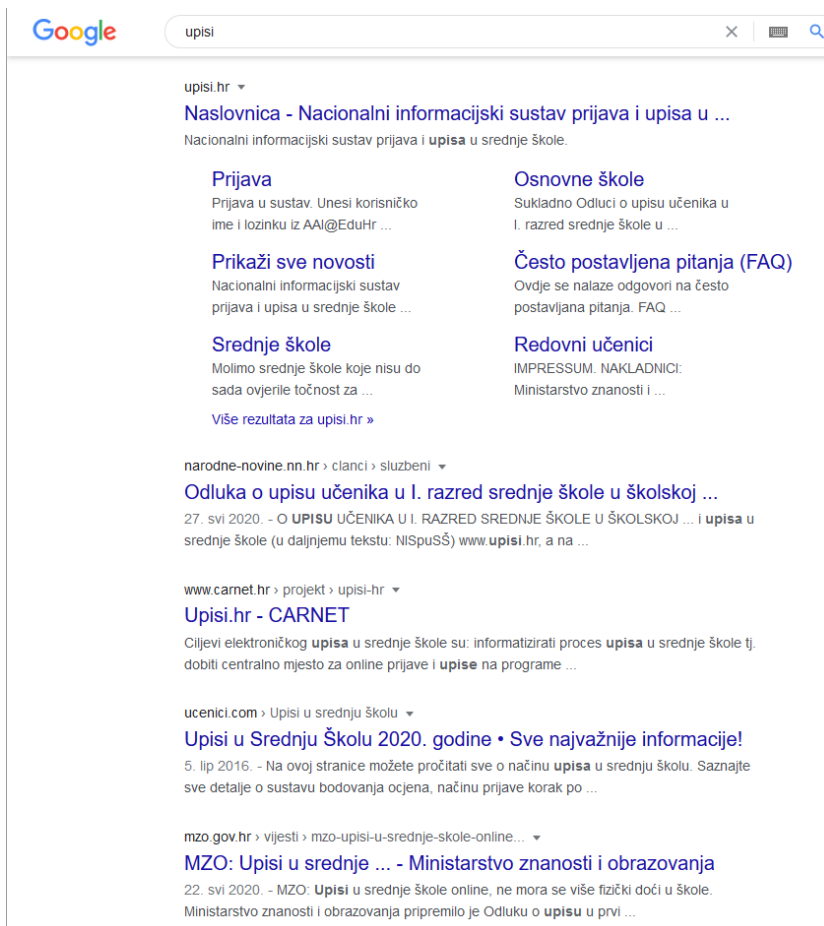 Google
upisi
upisi.hr
Naslovnica - Nacionalni informacijski sustav prijava i upisa u ...
Nacionalni informacijski sustav prijava i upisa u srednje škole.
Prijava
Prijava u sustav. Unesi korisničko
ime i lozinku iz AAI@EduHr ...
Osnovne škole
Sukladno Odluci o upisu učenika u
I. razred srednje škole u ...
Prikaži sve novosti
Nacionalni informacijski sustav
prijava i upisa u srednje škole ...
Često postavljena pitanja (FAQ)
Ovdje se nalaze odgovori na često
postavljana pitanja. FAQ ...
Srednje škole
Molimo srednje škole koje nisu do
sada ovjerile točnost za ...
Redovni učenici
IMPRESSUM. NAKLADNICI:
Ministarstvo znanosti i ...
Više rezultata za upisi.hr »
narodne-novine.nn.hr › clanci › sluzbeni
Odluka o upisu učenika u I. razred srednje škole u školskoj ...
27. svi 2020. - O UPISU UČENIKA U I. RAZRED SREDNJE ŠKOLE U ŠKOLSKOJ ... i upisa u
srednje škole (u daljnjemu tekstu: NISpuSŠ) www.upisi.hr, a na ...
www.carnet.hr › projekt › upisi-hr
Upisi.hr - CARNET
Ciljevi elektroničkog upisa u srednje škole su: informatizirati proces upisa u srednje škole tj.
dobiti centralno mjesto za online prijave i upise na programe ...
ucenici.com › Upisi u srednju školu
Upisi u Srednju Školu 2020. godine • Sve najvažnije informacije!
5. lip 2016. - Na ovoj stranice možete pročitati sve o načinu upisa u srednju školu. Saznajte
sve detalje o sustavu bodovanja ocjena, načinu prijave korak po ...
mzo.gov.hr › vijesti › mzo-upisi-u-srednje-skole-online...
MZO: Upisi u srednje ... - Ministarstvo znanosti i obrazovanja
22. svi 2020. - MZO: Upisi u srednje škole online, ne mora se više fizički doći u škole.
Ministarstvo znanosti i obrazovanja pripremilo je Odluku o upisu u prvi ...